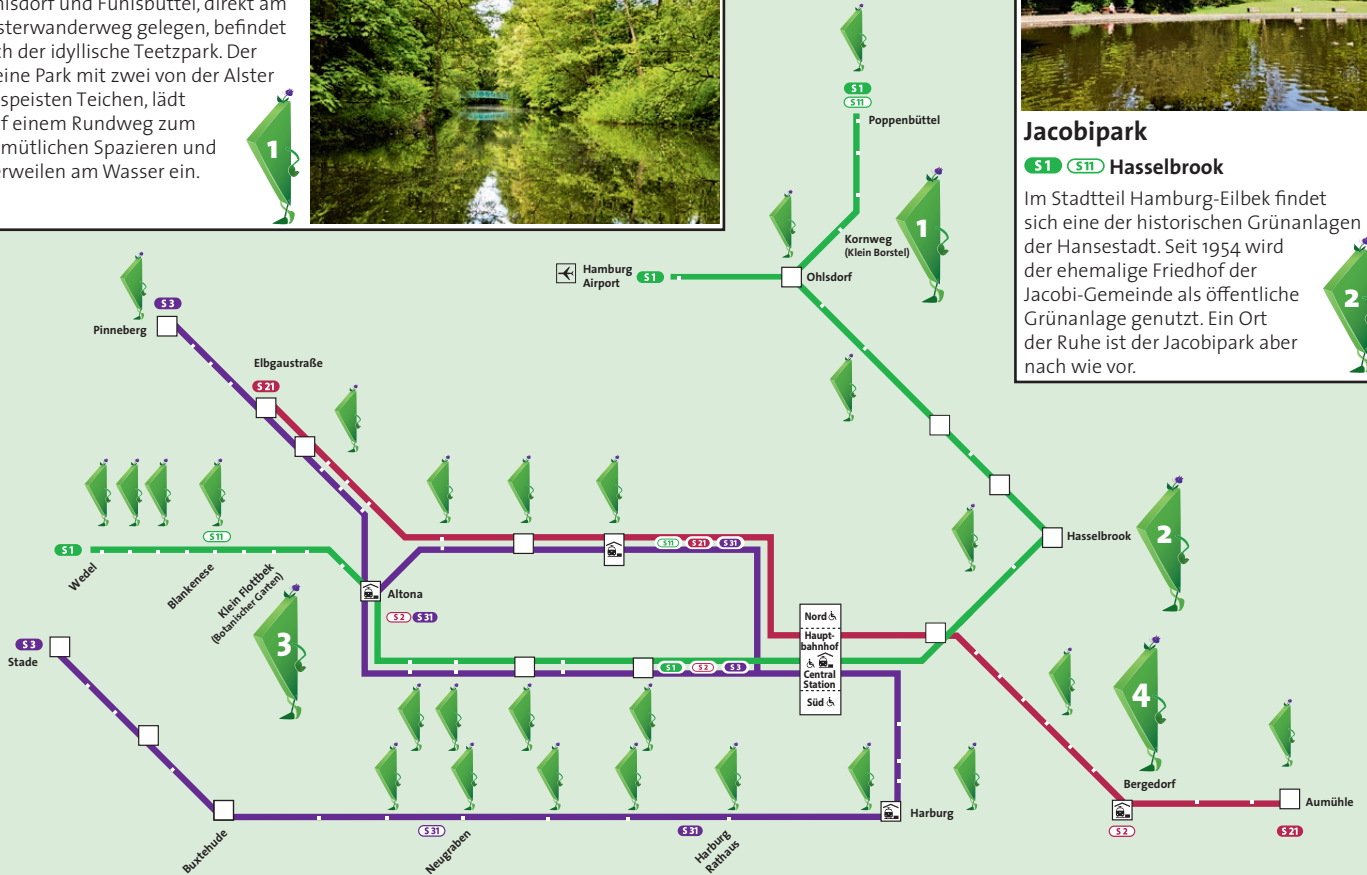 sterwanderweg gelegen, befindet
ch der idyllische Teetzpark. Der
eine Park mit zwei von der Alster
speisten Teichen, lädt
f einem Rundweg zum
mütlichen Spazieren und
erweilen am Wasser ein.
1
Jacobipark
S1 S11 Hasselbrook
Im Stadtteil Hamburg-Eilbek findet
sich eine der historischen Grünanlagen
der Hansestadt. Seit 1954 wird
der ehemalige Friedhof der
Jacobi-Gemeinde als öffentliche
Grünanlage genutzt. Ein Ort
der Ruhe ist der Jacobipark aber
nach wie vor.
2
S1
S11
Poppenbüttel
Kornweg
(Klein Borstel)
1
Hamburg
Airport
S1
Ohlsdorf
S3
Pinneberg
Elbgaustraße
S21
S11
S1
Wedel
Blankenese
Klein Flottbek
(Botanischer Garten)
3
Altona
S2 S31
S11 S21 S31
Hasselbrook
2
S3
Stade
S1 S2 S3
Nord
Haupt-
bahnhof
Central
Station
Süd
4
Bergedorf
S2
Aumühle
S21
Harburg
Buxtehude
S31
Neugraben
S31
Harburg
Rathaus